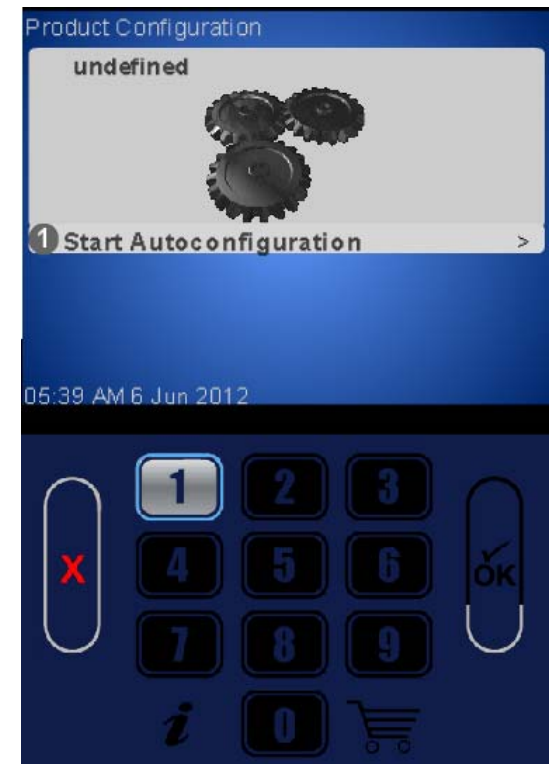 Product Configuration
undefined
1 Start Autoconfiguration >
05:39 AM 6 Jun 2012
1 2 3
X 4 5 6 OK
7 8 9
i 0